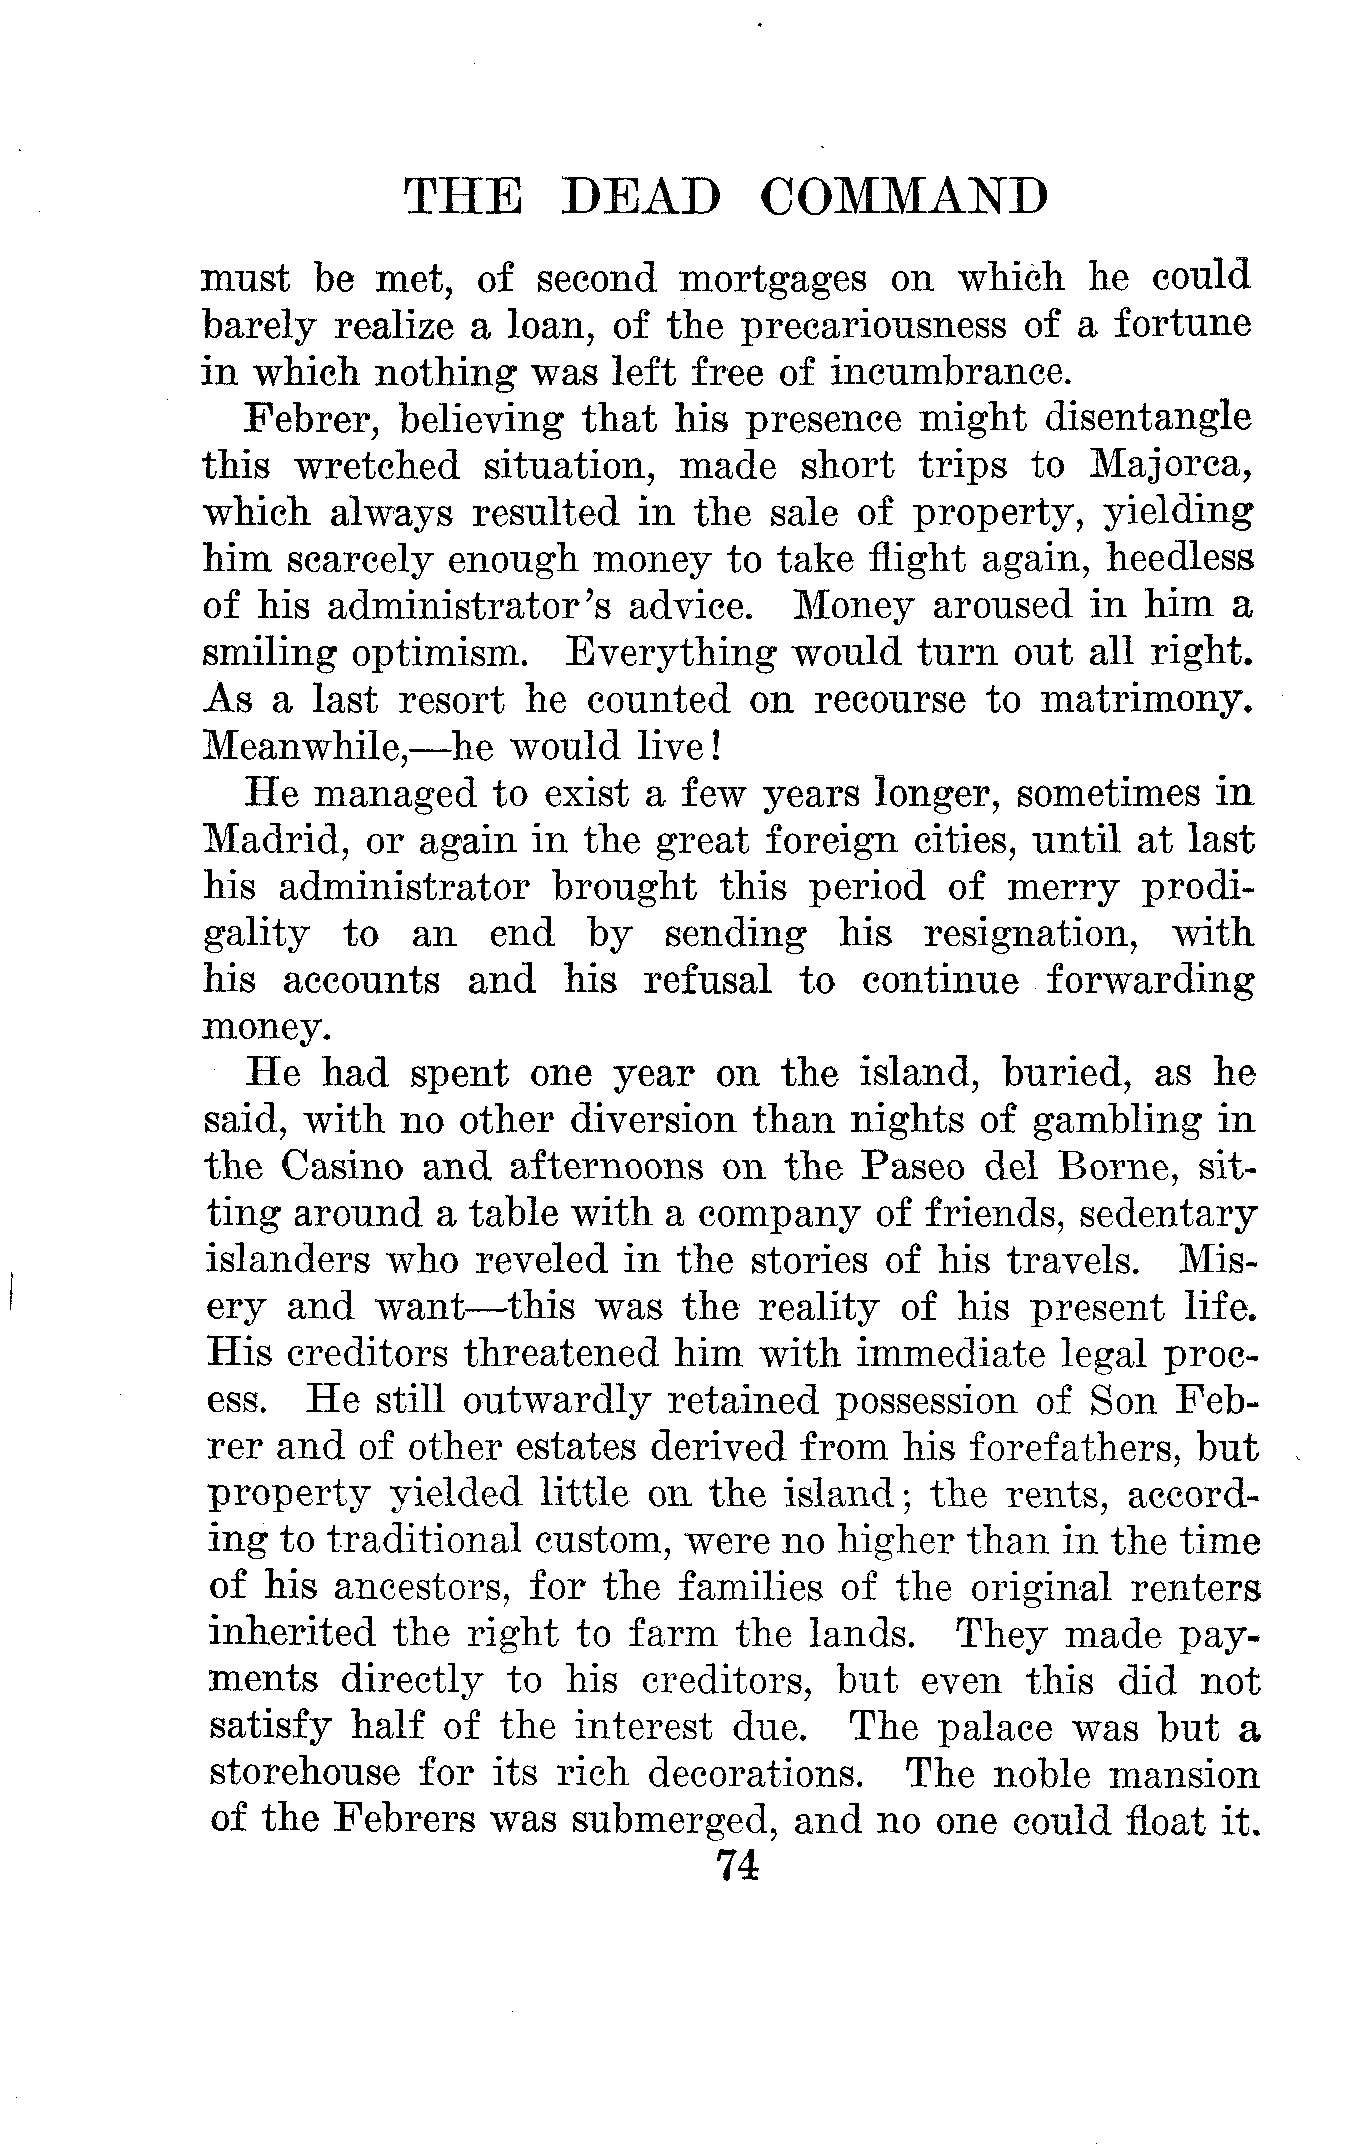 THE DEAD COMMAND
must be met, of second mortgages on which he could
barely realize a loan, of the precariousness of a fortune
in which nothing was left free of incumbrance.
Febrer, believing that his presence might disentangle
this wretched situation, made short trips to Majorca,
which always resulted in the sale of property, yielding
him scarcely enough money to take flight again, heedless
of his administrator's advice. Money aroused in him a
smiling optimism. Everything would turn out all right.
As a last resort he counted on recourse to matrimony.
Meanwhile,—he would live!
He managed to exist a few years longer, sometimes in
Madrid, or again in the great foreign cities, until at last
his administrator brought this period of merry prodi-
gality to an end by sending his resignation, with
his accounts and his refusal to continue forwarding
money.
He had spent one year on the island, buried, as he
said, with no other diversion than nights of gambling in
the Casino and afternoons on the Paseo del Borne, sit-
ting around a table with a company of friends, sedentary
islanders who reveled in the stories of his travels. Mis-
ery and want—this was the reality of his present life.
His creditors threatened him with immediate legal proc-
ess. He still outwardly retained possession of Son Feb-
rer and of other estates derived from his forefathers, but
property yielded little on the island; the rents, accord-
ing to traditional custom, were no higher than in the time
of his ancestors, for the families of the original renters
inherited the right to farm the lands. They made pay-
ments directly to his creditors, but even this did not
satisfy half of the interest due. The palace was but a
storehouse for its rich decorations. The noble mansion
of the Febrers was submerged, and no one could float it.
74